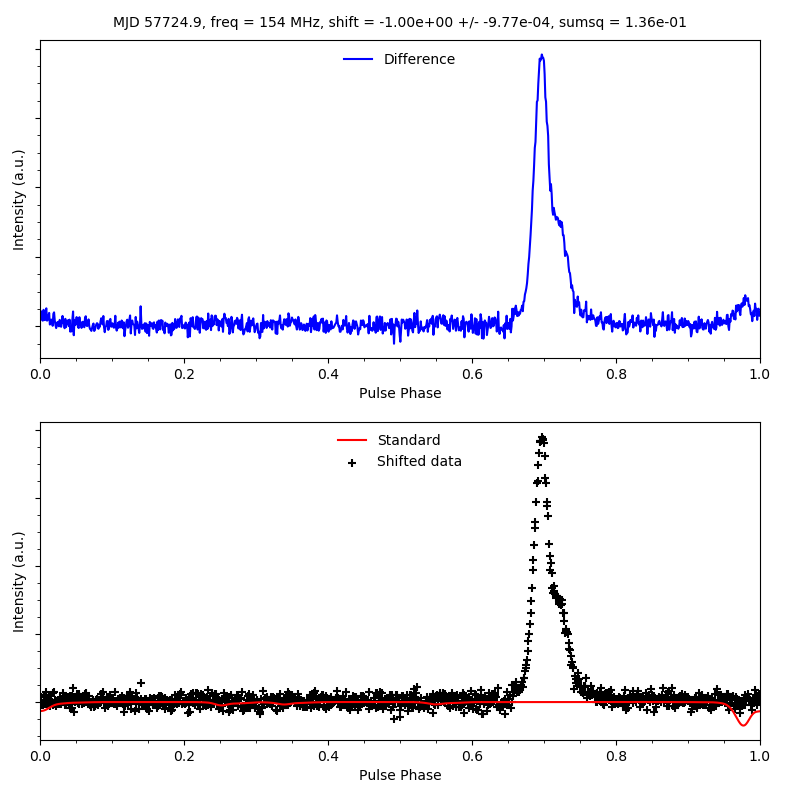 MJD 57724.9, freq = 154 MHz, shift = -1.00e+00 +/- -9.77e-04, sumsq = 1.36e-01
Difference
Intensity (a.u.)
0.0 0.2 0.4 0.6 0.8 1.0
Pulse Phase
Standard
Shifted data
Intensity (a.u.)
0.0 0.2 0.4 0.6 0.8 1.0
Pulse Phase